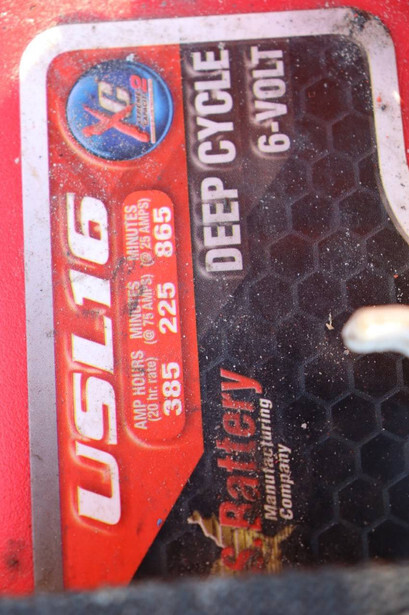 USL16
AMP HOURS MINUTES MINUTES
(20 hr. rate) (@ 75 AMPS) (@ 25 AMPS)
385 225 865
XC2
DEEP CYCLE
6-VOLT
S. Battery
Manufacturing
Company